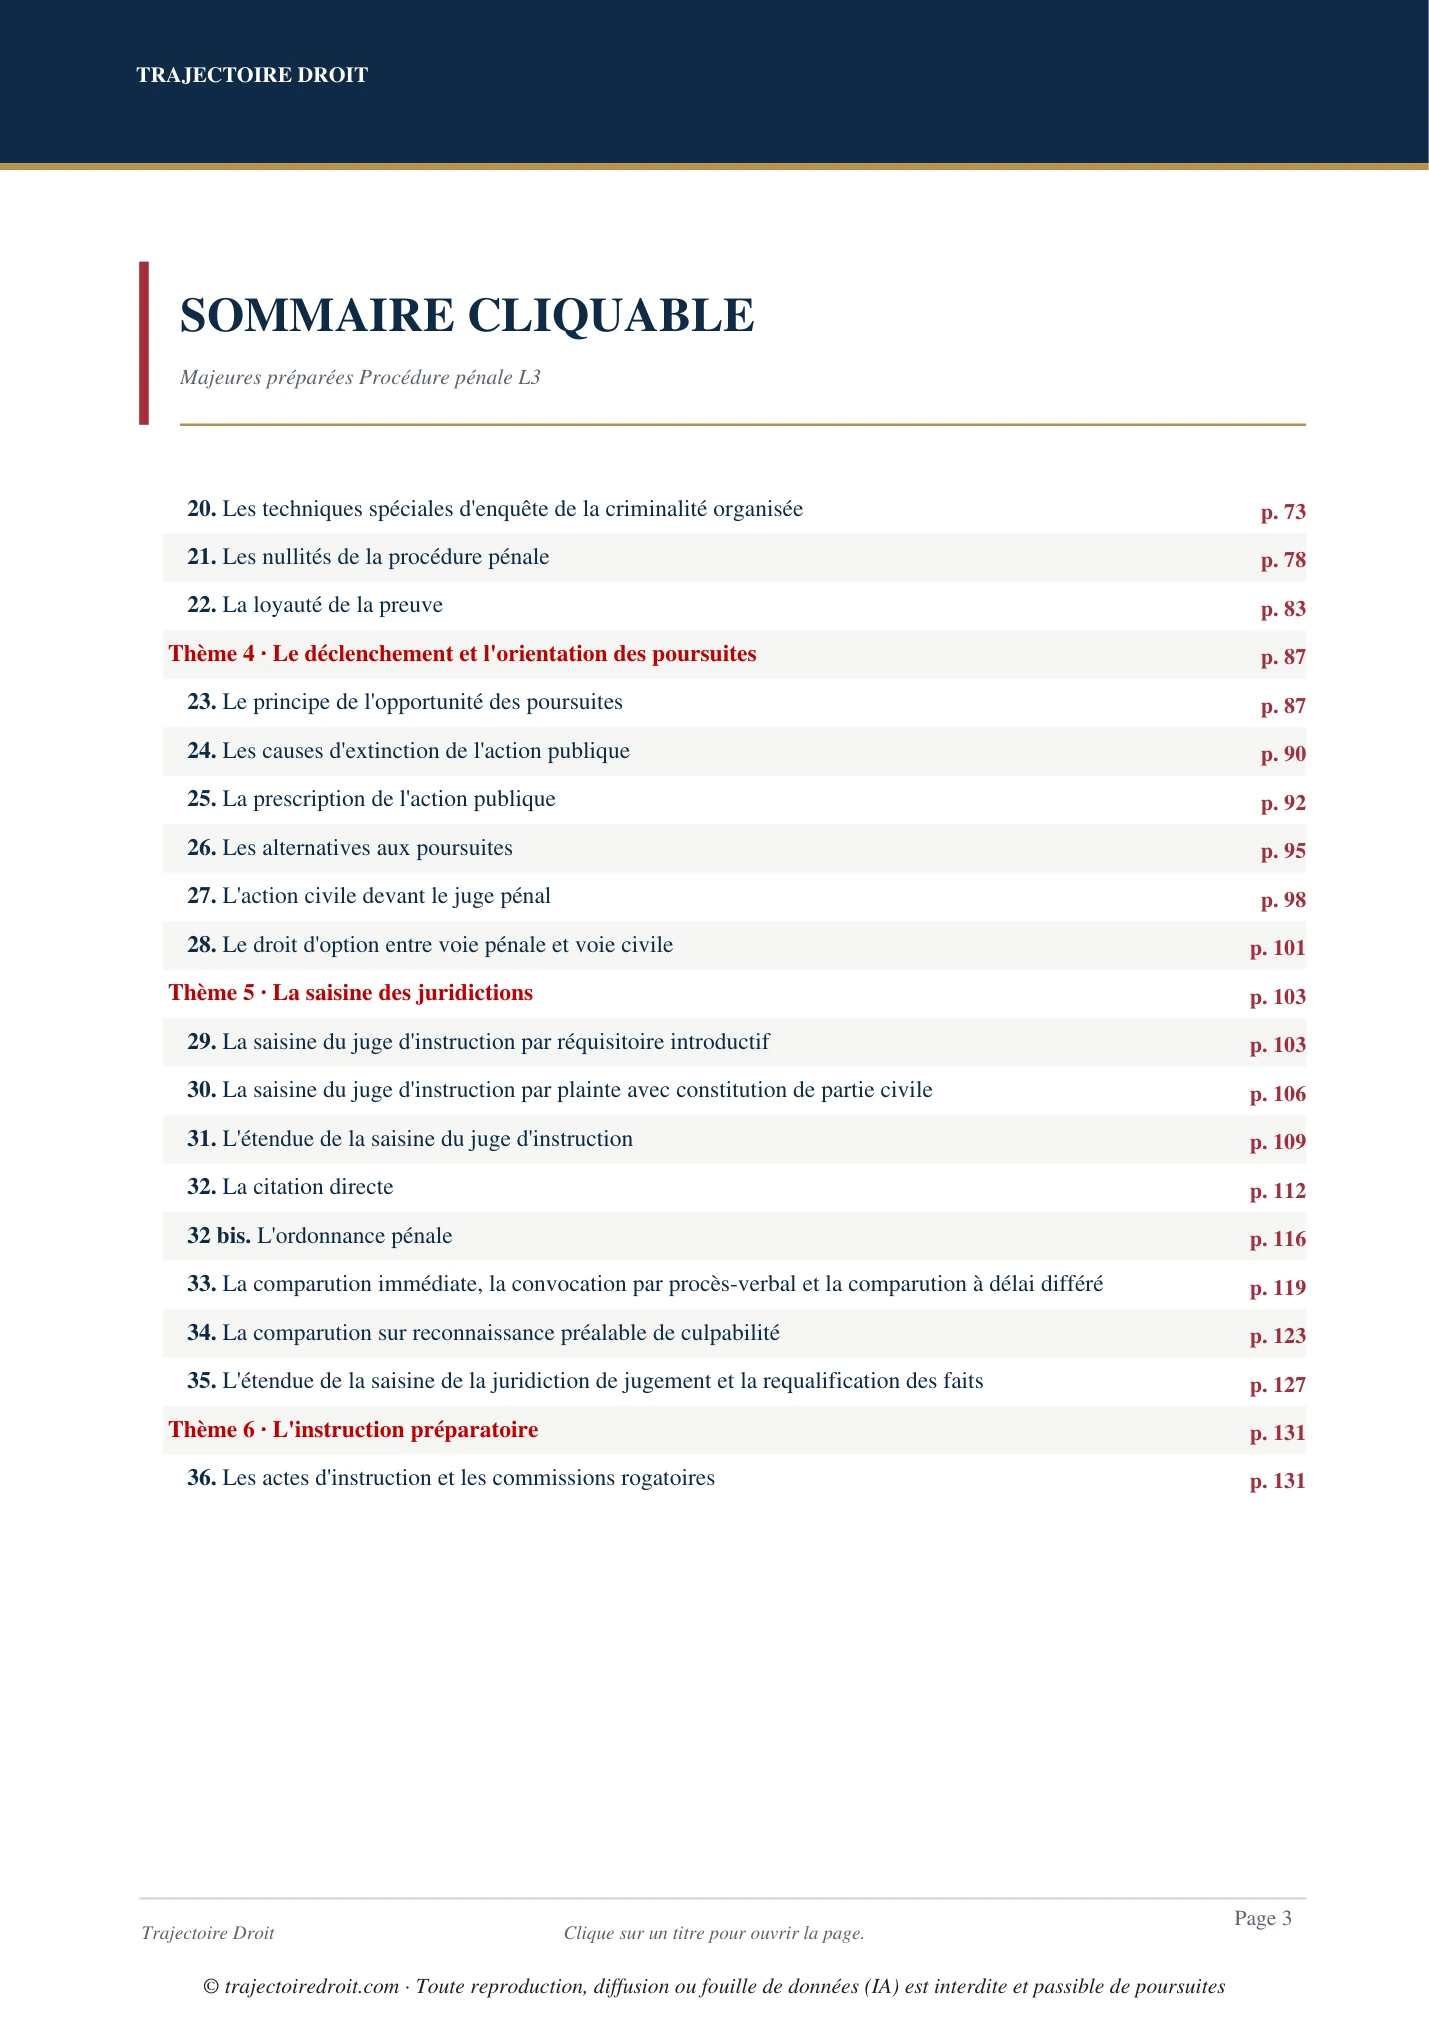 TRAJECTOIRE DROIT
SOMMAIRE CLIQUABLE
Majeures préparées Procédure pénale L3
20. Les techniques spéciales d'enquête de la criminalité organisée p. 73
21. Les nullités de la procédure pénale p. 78
22. La loyauté de la preuve p. 83
Thème 4 · Le déclenchement et l'orientation des poursuites p. 87
23. Le principe de l'opportunité des poursuites p. 87
24. Les causes d'extinction de l'action publique p. 90
25. La prescription de l'action publique p. 92
26. Les alternatives aux poursuites p. 95
27. L'action civile devant le juge pénal p. 98
28. Le droit d'option entre voie pénale et voie civile p. 101
Thème 5 · La saisine des juridictions p. 103
29. La saisine du juge d'instruction par réquisitoire introductif p. 103
30. La saisine du juge d'instruction par plainte avec constitution de partie civile p. 106
31. L'étendue de la saisine du juge d'instruction p. 109
32. La citation directe p. 112
32 bis. L'ordonnance pénale p. 116
33. La comparution immédiate, la convocation par procès-verbal et la comparution à délai différé p. 119
34. La comparution sur reconnaissance préalable de culpabilité p. 123
35. L'étendue de la saisine de la juridiction de jugement et la requalification des faits p. 127
Thème 6 · L'instruction préparatoire p. 131
36. Les actes d'instruction et les commissions rogatoires p. 131
Trajectoire Droit Clique sur un titre pour ouvrir la page. Page 3
© trajectoiredroit.com · Toute reproduction, diffusion ou fouille de données (IA) est interdite et passible de poursuites